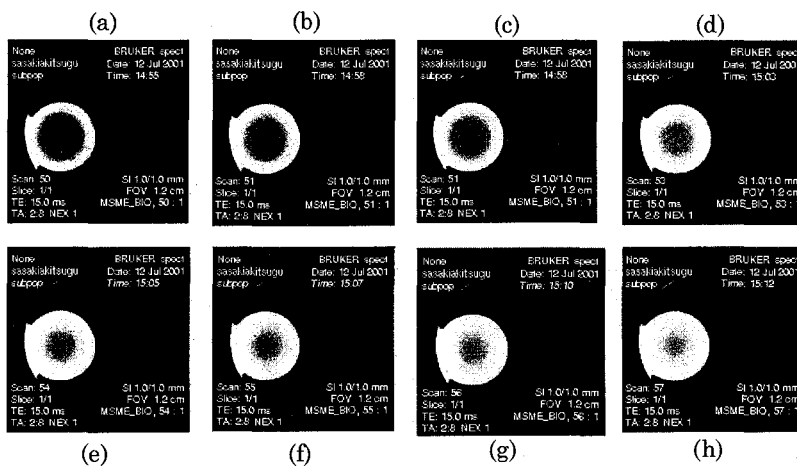 (a) (b) (c) (d)
None BRUKER spect
sasakiakitsugu Date: 12 Jul 2001
subpop Time: 14:55
Scan: 50 SI 1.0/1.0 mm
Slice: 1/1 FOV 1.2 cm
TE: 15.0 ms MSME_BIO, 50 : 1
TA: 2:8 NEX 1
None BRUKER spect
sasakiakitsugu Date: 12 Jul 2001
subpop Time: 14:58
Scan: 51 SI 1.0/1.0 mm
Slice: 1/1 FOV 1.2 cm
TE: 15.0 ms MSME_BIO, 51 : 1
TA: 2:8 NEX 1
None BRUKER spect
sasakiakitsugu Date: 12 Jul 2001
subpop Time: 14:58
Scan: 51 SI 1.0/1.0 mm
Slice: 1/1 FOV 1.2 cm
TE: 15.0 ms MSME_BIO, 51 : 1
TA: 2:8 NEX 1
None BRUKER spect
sasakiakitsugu Date: 12 Jul 2001
subpop Time: 15:03
Scan: 53 SI 1.0/1.0 mm
Slice: 1/1 FOV 1.2 cm
TE: 15.0 ms MSME_BIO, 53 : 1
TA: 2:8 NEX 1
None BRUKER spect
sasakiakitsugu Date: 12 Jul 2001
subpop Time: 15:05
Scan: 54 SI 1.0/1.0 mm
Slice: 1/1 FOV 1.2 cm
TE: 15.0 ms MSME_BIO, 54 : 1
TA: 2:8 NEX 1
None BRUKER spect
sasakiakitsugu Date: 12 Jul 2001
subpop Time: 15:07
Scan: 55 SI 1.0/1.0 mm
Slice: 1/1 FOV 1.2 cm
TE: 15.0 ms MSME_BIO, 55 : 1
TA: 2:8 NEX 1
None BRUKER spect
sasakiakitsugu Date: 12 Jul 2001
subpop Time: 15:10
Scan: 56 SI 1.0/1.0 mm
Slice: 1/1 FOV 1.2 cm
TE: 15.0 ms MSME_BIO, 56 : 1
TA: 2:8 NEX 1
None BRUKER spect
sasakiakitsugu Date: 12 Jul 2001
subpop Time: 15:12
Scan: 57 SI 1.0/1.0 mm
Slice: 1/1 FOV 1.2 cm
TE: 15.0 ms MSME_BIO, 57 : 1
TA: 2:8 NEX 1
(e) (f) (g) (h)